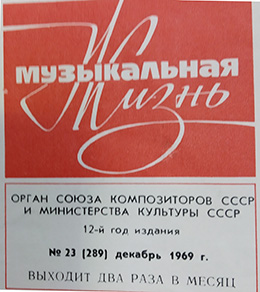 музыкальная
Жизнь
ОРГАН СОЮЗА КОМПОЗИТОРОВ СССР
И МИНИСТЕРСТВА КУЛЬТУРЫ СССР
12-й год издания
№ 23 (289) декабрь 1969 г.
ВЫХОДИТ ДВА РАЗА В МЕСЯЦ